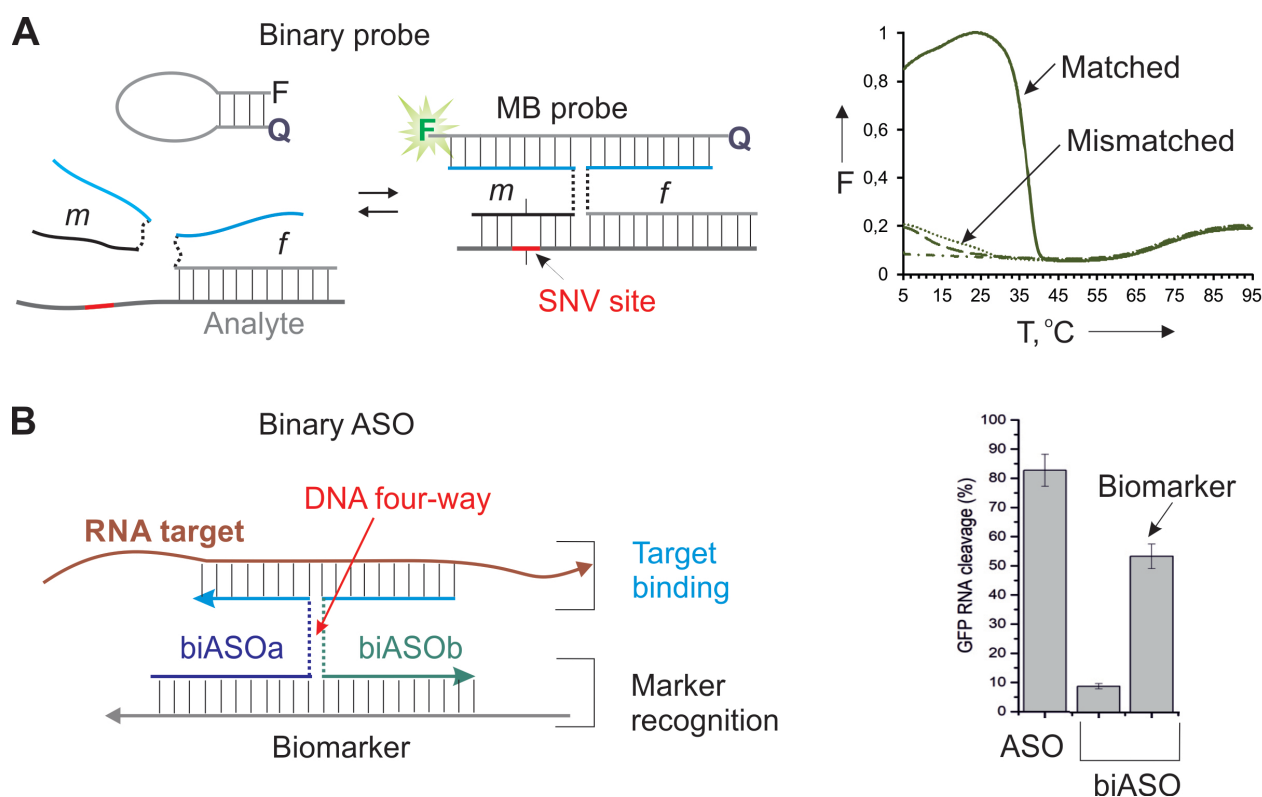 A
Binary probe
F
Q
m
f
Analyte
MB probe
F
Q
m
f
SNV site
1
0,8
0,6
0,4
0,2
0
F
Matched
Mismatched
5 15 25 35 45 55 65 75 85 95
T, °C
B
Binary ASO
DNA four-way
RNA target
Target
binding
biASOa
biASOb
Marker
recognition
Biomarker
100
90
80
70
60
50
40
30
20
10
0
GFP RNA cleavage (%)
Biomarker
ASO
biASO